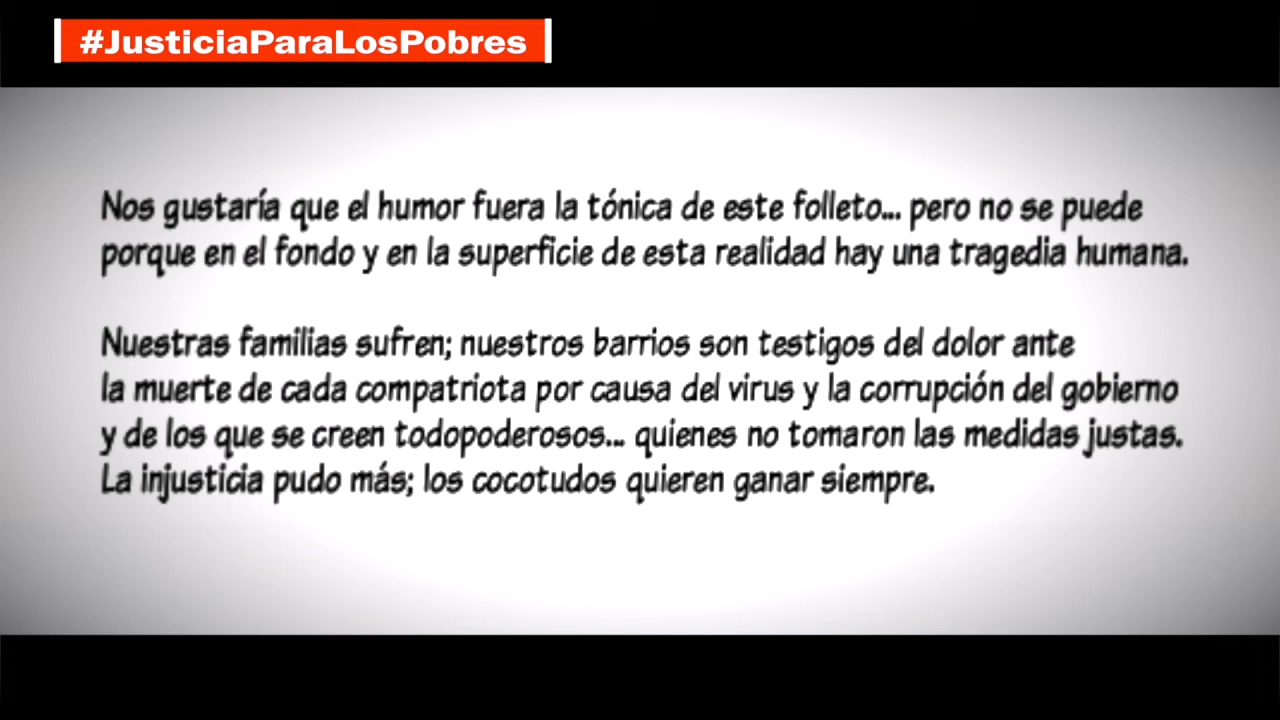 #JusticiaParaLosPobres
Nos gustaría que el humor fuera la tónica de este folleto... pero no se puede
porque en el fondo y en la superficie de esta realidad hay una tragedia humana.
Nuestras familias sufren; nuestros barrios son testigos del dolor ante
la muerte de cada compatriota por causa del virus y la corrupción del gobierno
y de los que se creen todopoderosos... quienes no tomaron las medidas justas.
La injusticia pudo más; los cocotudos quieren ganar siempre.